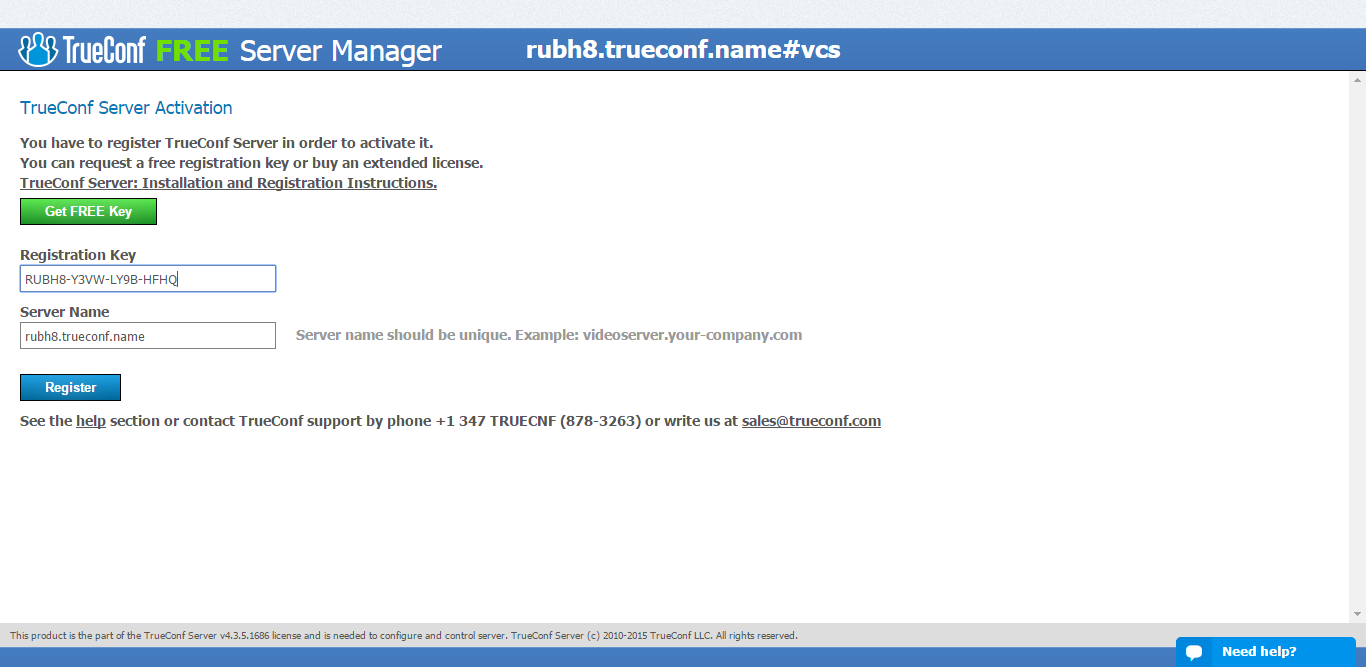 TrueConf FREE Server Manager rubh8.trueconf.name#vcs
TrueConf Server Activation
You have to register TrueConf Server in order to activate it.
You can request a free registration key or buy an extended license.
TrueConf Server: Installation and Registration Instructions.
Get FREE Key
Registration Key
RUBH8-Y3VW-LY9B-HFHQ
Server Name
rubh8.trueconf.name Server name should be unique. Example: videoserver.your-company.com
Register
See the help section or contact TrueConf support by phone +1 347 TRUECNF (878-3263) or write us at sales@trueconf.com
This product is the part of the TrueConf Server v4.3.5.1686 license and is needed to configure and control server. TrueConf Server (c) 2010-2015 TrueConf LLC. All rights reserved.
Need help?